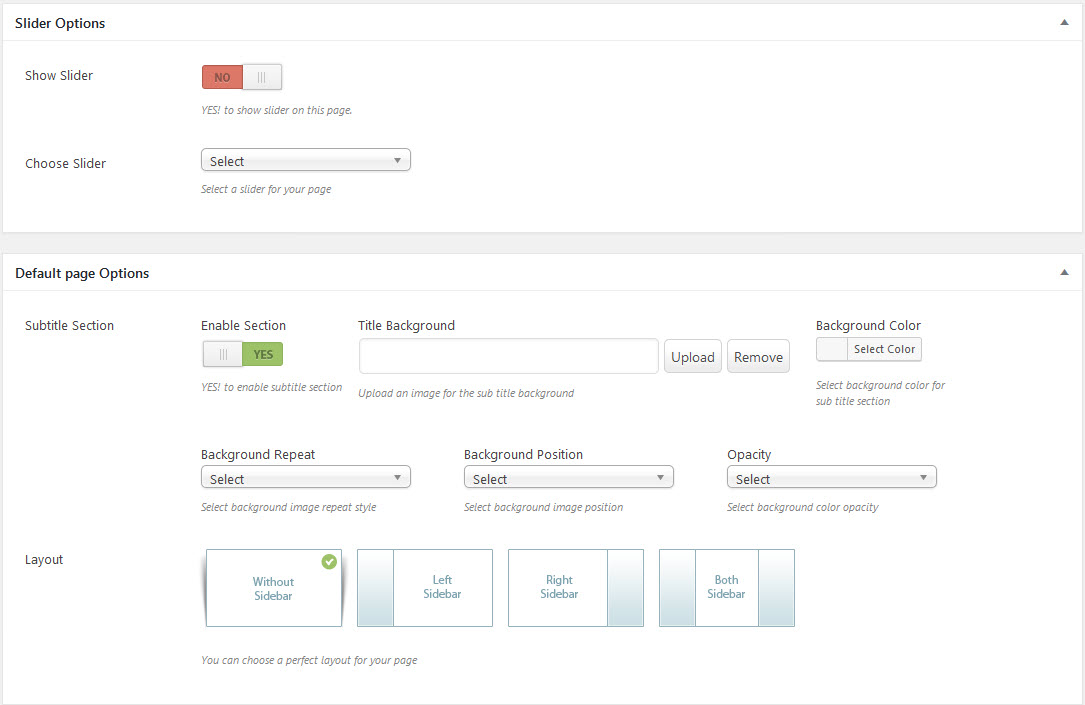 Slider Options
Show Slider
NO
YES! to show slider on this page.
Choose Slider
Select
Select a slider for your page
Default page Options
Subtitle Section
Enable Section
Title Background
Background Color
YES
Upload
Remove
Select Color
YES! to enable subtitle section
Upload an image for the sub title background
Select background color for
sub title section
Background Repeat
Background Position
Opacity
Select
Select
Select
Select background image repeat style
Select background image position
Select background color opacity
Layout
Without
Sidebar
Left
Sidebar
Right
Sidebar
Both
Sidebar
You can choose a perfect layout for your page